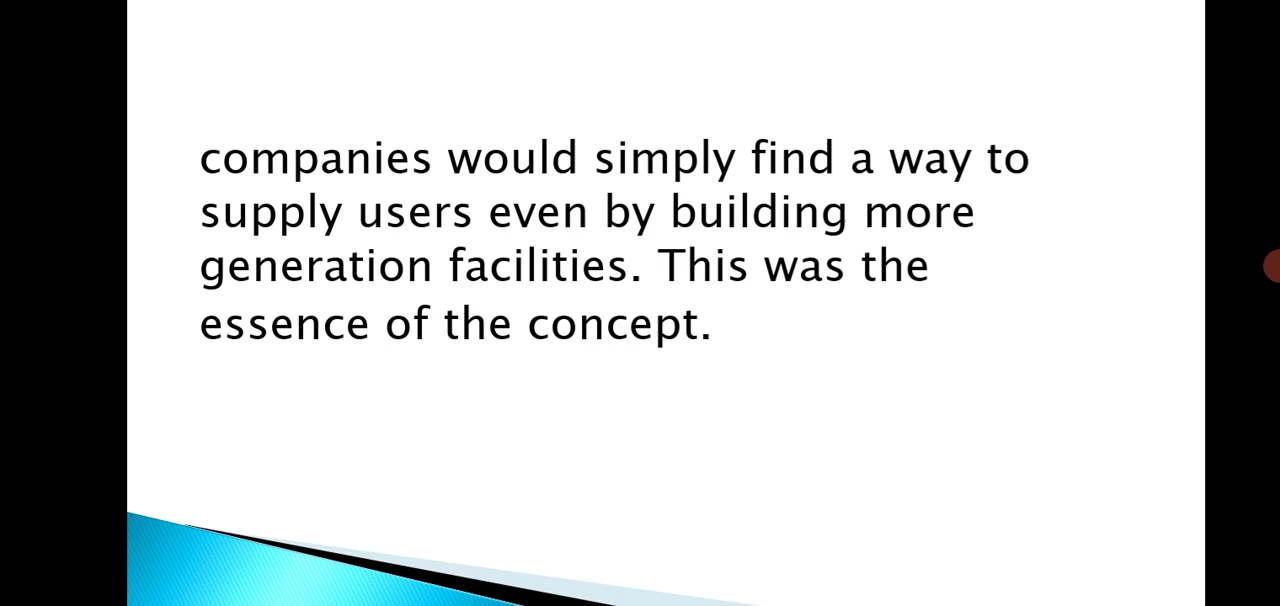 companies would simply find a way to
supply users even by building more
generation facilities. This was the
essence of the concept.